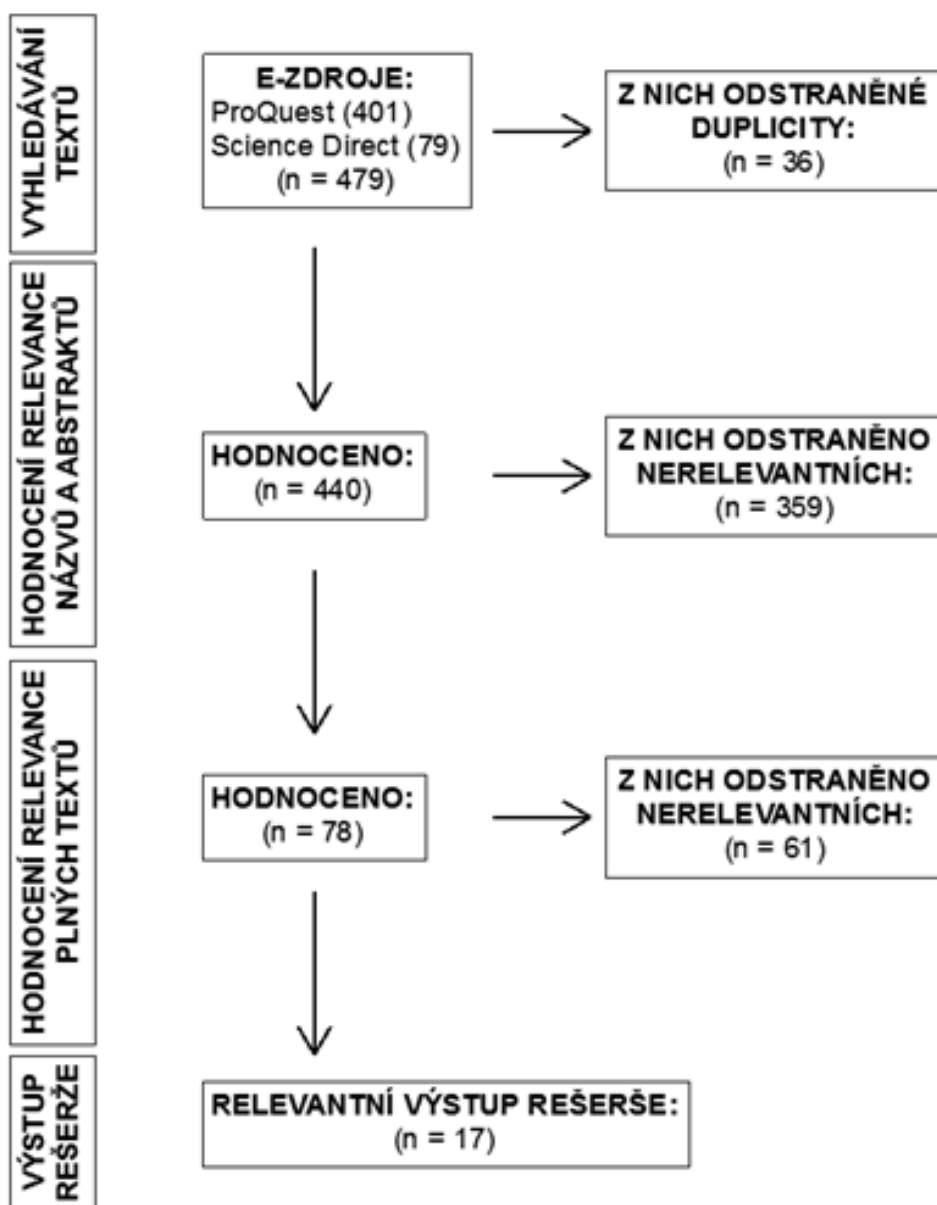 VYHLEDÁVÁNÍ
TEXTŮ
E-ZDROJE:
ProQuest (401)
Science Direct (79)
(n = 479)
Z NICH ODSTRANĚNÉ
DUPLICITY:
(n = 36)
HODNOCENÍ RELEVANCE
NÁZVŮ A ABSTRAKTŮ
HODNOCENO:
(n = 440)
Z NICH ODSTRANĚNO
NERELEVANTNÍCH:
(n = 359)
HODNOCENÍ RELEVANCE
PLNÝCH TEXTŮ
HODNOCENO:
(n = 78)
Z NICH ODSTRANĚNO
NERELEVANTNÍCH:
(n = 61)
VÝSTUP
REŠERŽE
RELEVANTNÍ VÝSTUP REŠERŠE:
(n = 17)